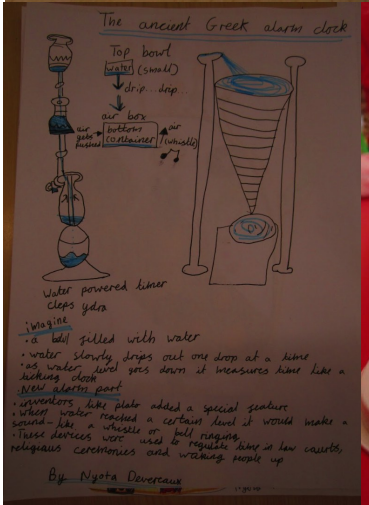 The ancient Greek alarm clock
Top bowl
water (small)
drip...drip...
air box
air gets pushed
bottom container
air
(whistle)
Water powered timer
cleps ydra
imagine
• a bowl filled with water
• water slowly drips out one drop at a time
• as water level goes down it measures time like a
ticking clock
New alarm part
• inventors like plato added a special feature
• when water reached a certain level it would make a
sound - like a whistle or bell ringing
• These devices were used to regulate time in law courts,
religious ceremonies and waking people up
By Nyota Devereaux